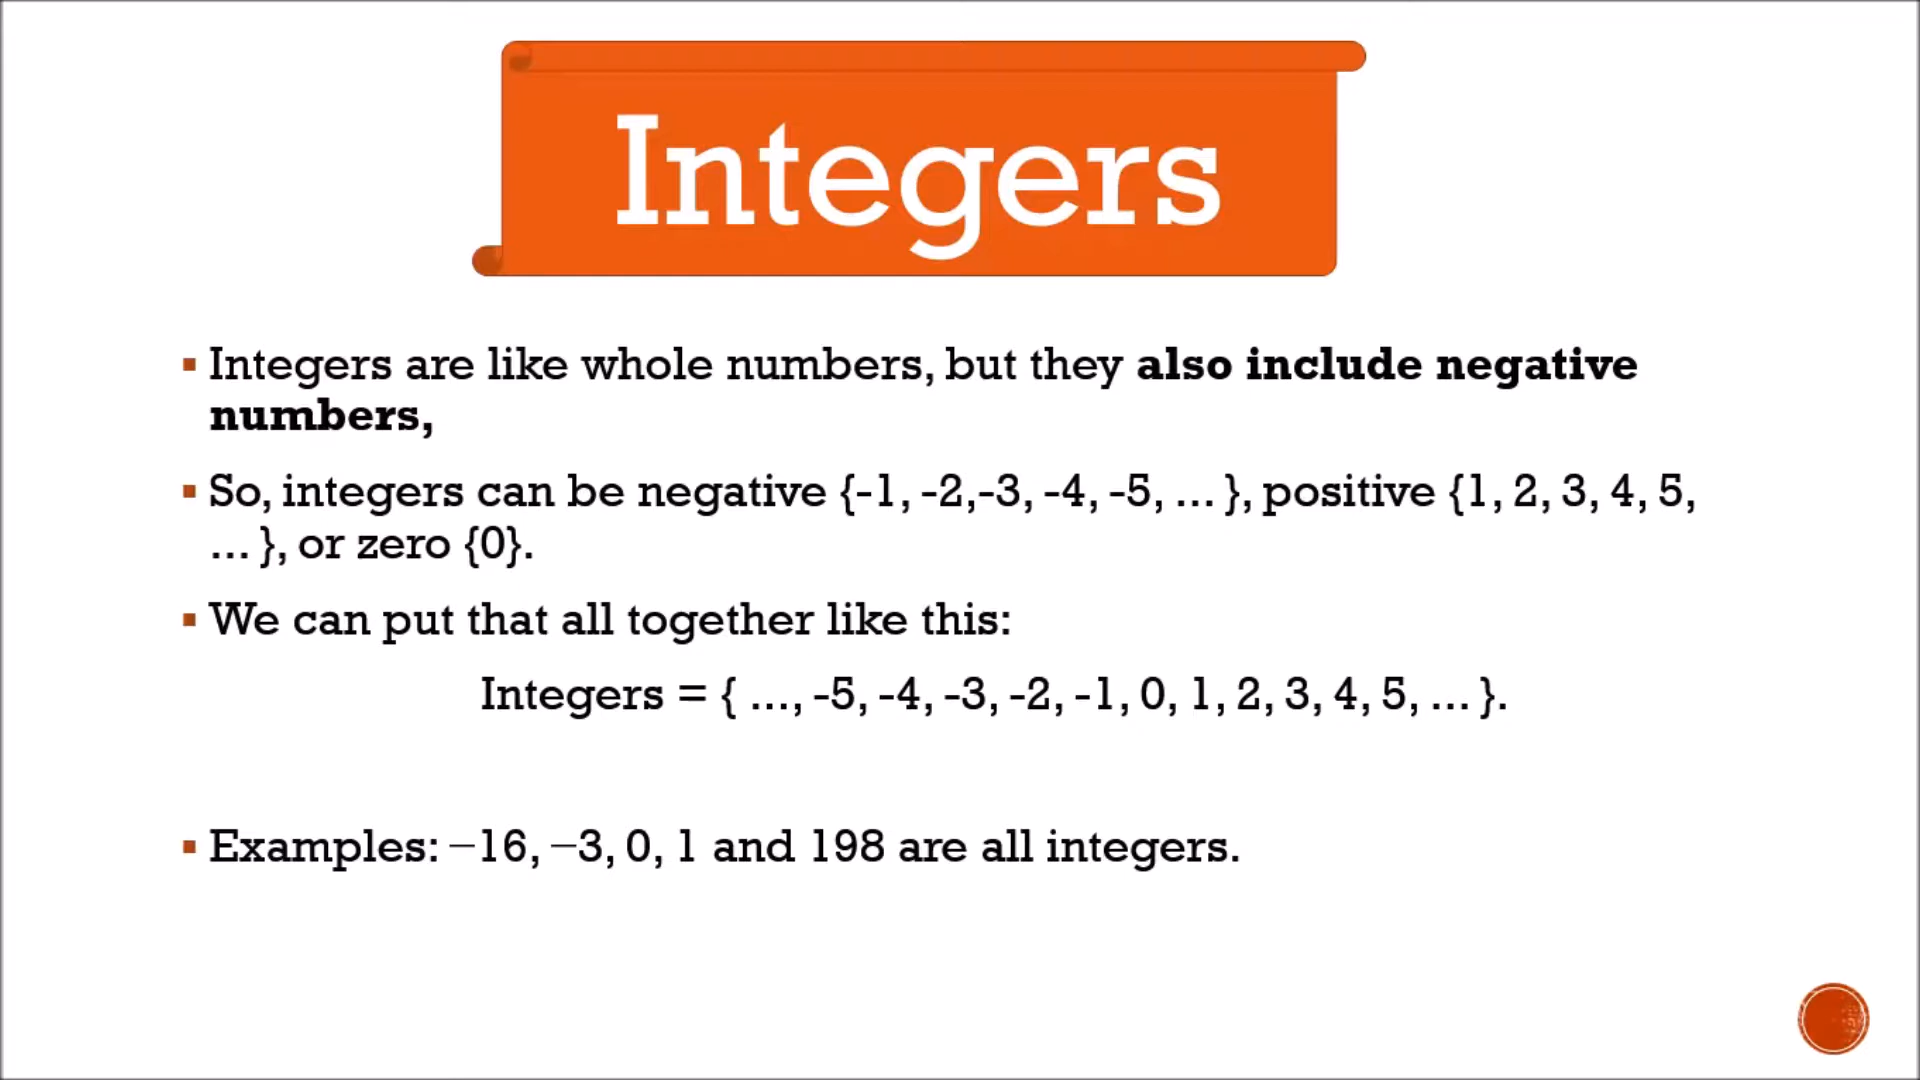 Integers
Integers are like whole numbers, but they also include negative
numbers,
So, integers can be negative {-1, -2,-3, -4, -5, ... }, positive {1, 2, 3, 4, 5,
... }, or zero {0}.
We can put that all together like this:
Integers = { ..., -5, -4, -3, -2, -1, 0, 1, 2, 3, 4, 5, ... }.
Examples: −16, −3, 0, 1 and 198 are all integers.